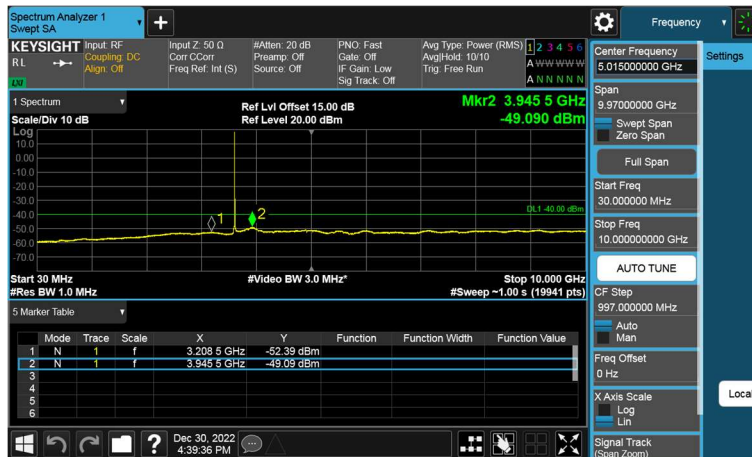 Spectrum Analyzer 1
Swept SA
Frequency
KEYSIGHT
RL
LXI
Input: RF
Coupling: DC
Align: Off
Input Z: 50 Ω
Corr CCorr
Freq Ref: Int (S)
#Atten: 20 dB
Preamp: Off
Source: Off
PNO: Fast
Gate: Off
IF Gain: Low
Sig Track: Off
Avg Type: Power (RMS)
Avg|Hold: 10/10
Trig: Free Run
1 2 3 4 5 6
A W W W W W
A N N N N N
1 Spectrum
Scale/Div 10 dB
Ref Lvl Offset 15.00 dB
Ref Level 20.00 dBm
Mkr2 3.945 5 GHz
-49.090 dBm
Log
10.0
0.00
-10.0
-20.0
-30.0
-40.0
-50.0
-60.0
-70.0
1
2
DL1 -40.00 dBm
Start 30 MHz
#Res BW 1.0 MHz
#Video BW 3.0 MHz*
Stop 10.000 GHz
#Sweep ~1.00 s (19941 pts)
5 Marker Table
Mode Trace Scale X Y Function Function Width Function Value
1 N 1 f 3.208 5 GHz -52.39 dBm
2 N 1 f 3.945 5 GHz -49.09 dBm
3
4
5
6
?
Dec 30, 2022
4:39:36 PM
Center Frequency
5.015000000 GHz
Span
9.97000000 GHz
Swept Span
Zero Span
Full Span
Start Freq
30.000000 MHz
Stop Freq
10.000000000 GHz
AUTO TUNE
CF Step
997.000000 MHz
Auto
Man
Freq Offset
0 Hz
X Axis Scale
Log
Lin
Signal Track
(Span Zoom)
Settings
Local